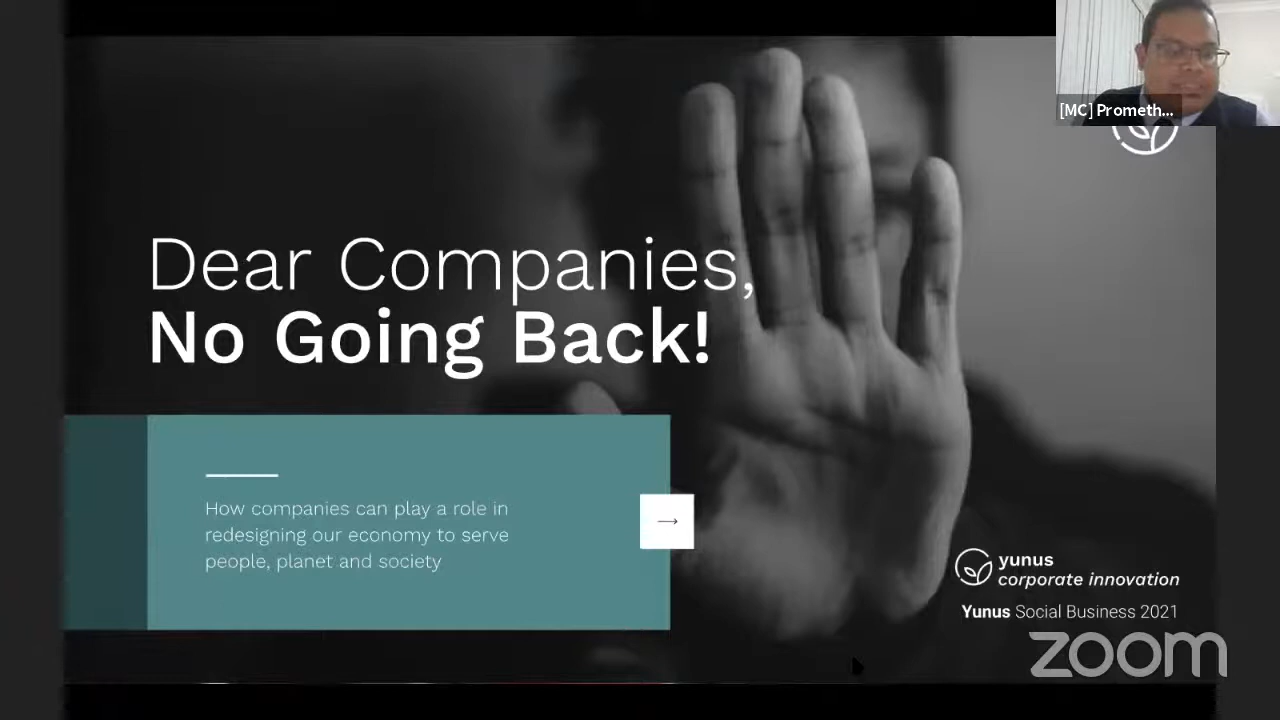 [MC] Prometh...
Dear Companies,
No Going Back!
How companies can play a role in
redesigning our economy to serve
people, planet and society
yunus
corporate innovation
Yunus Social Business 2021
zoom